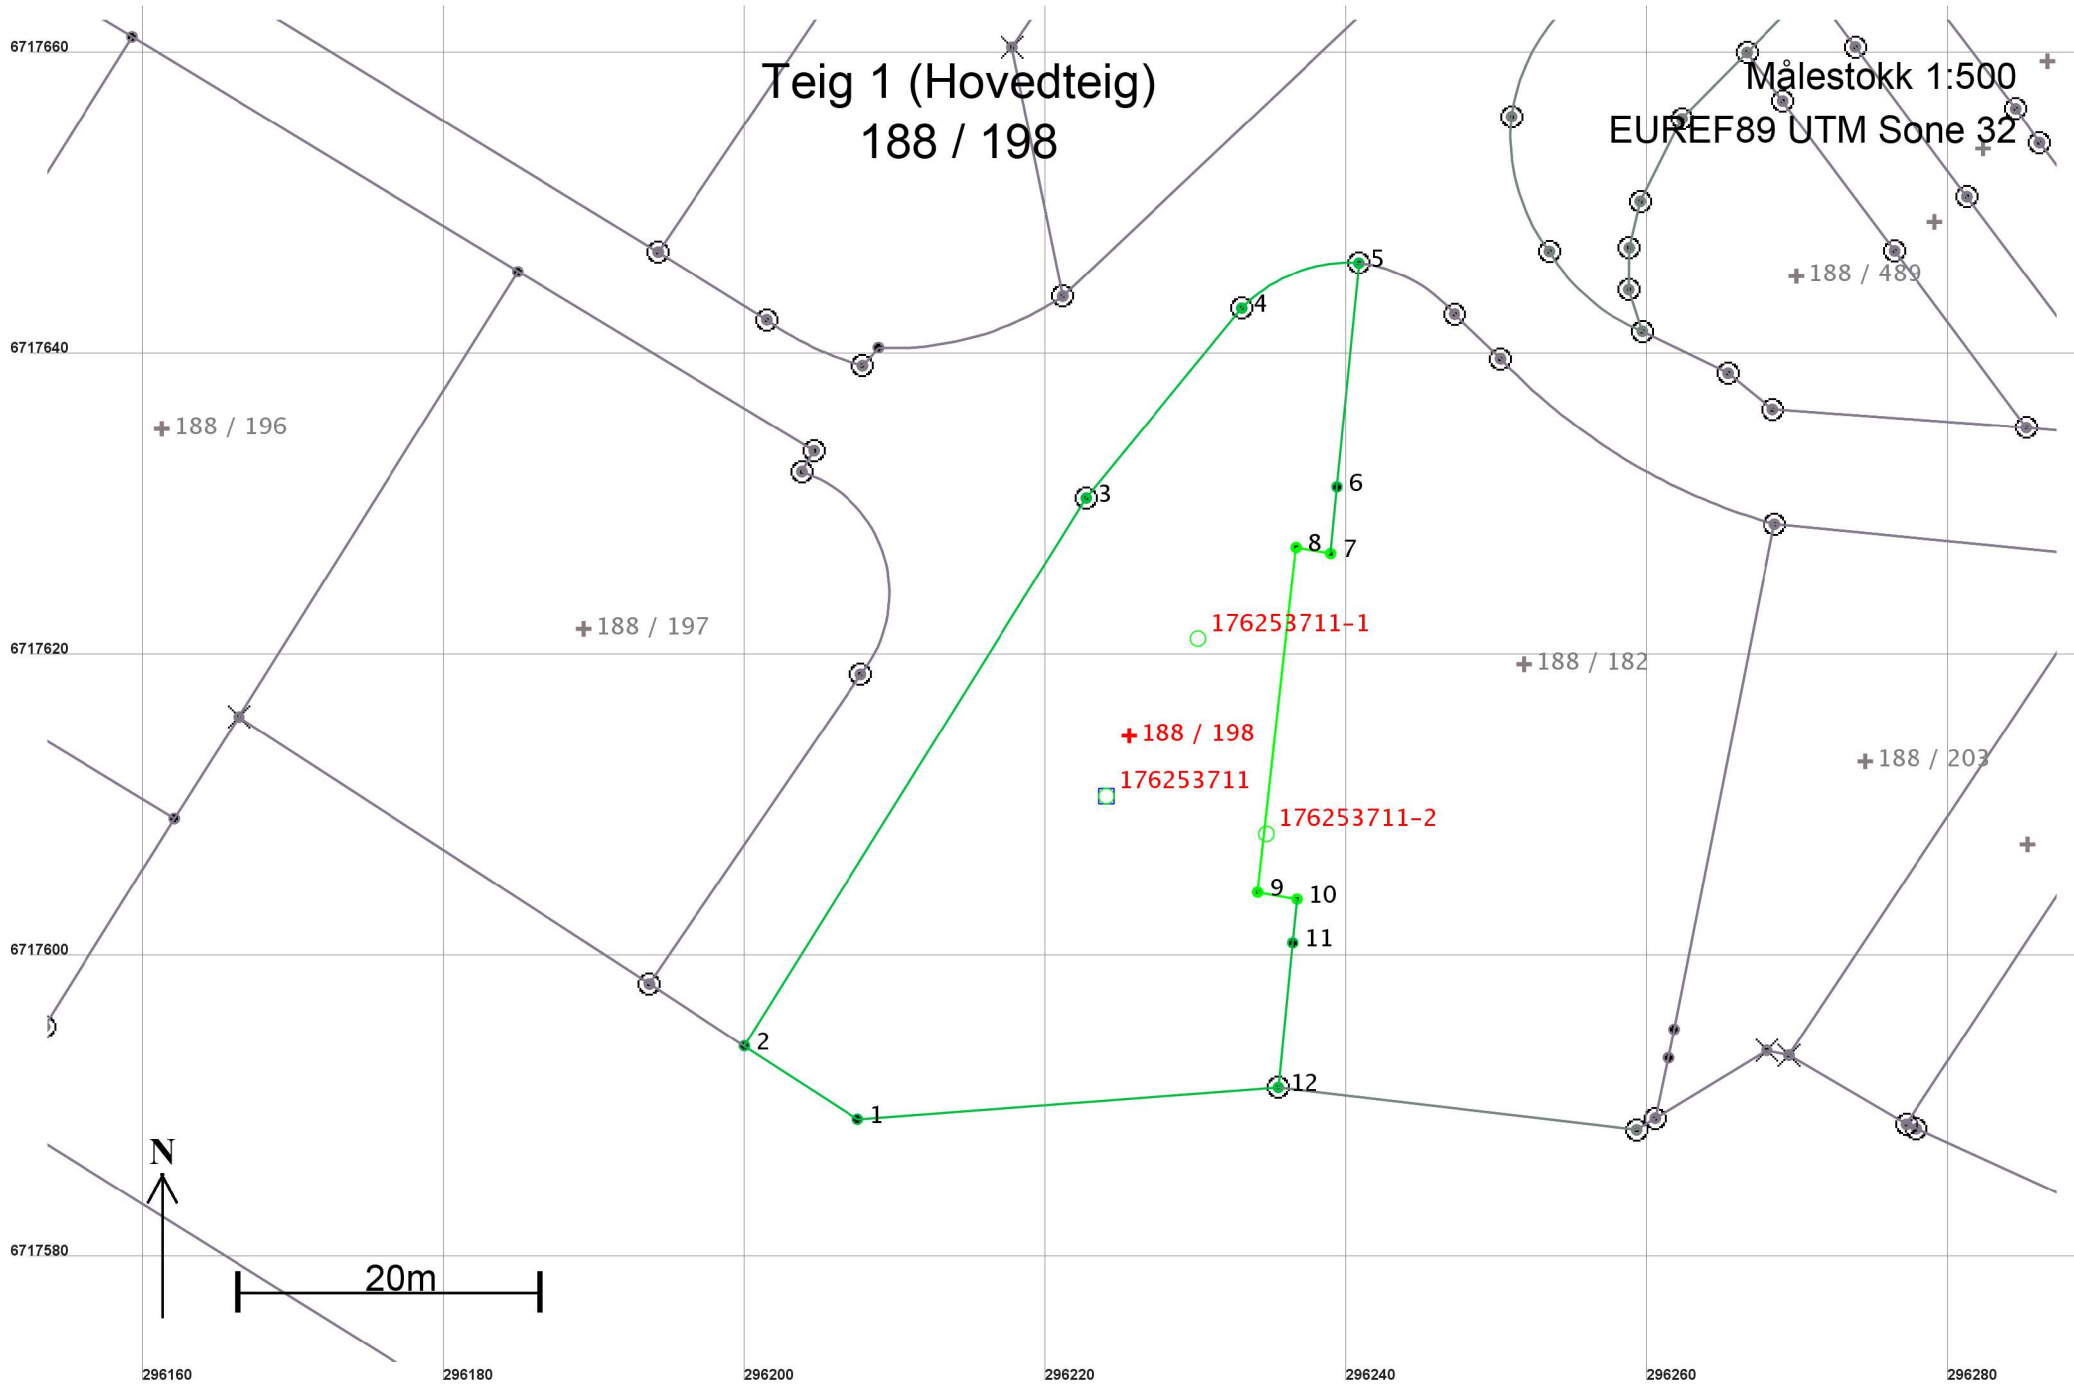 6717660
Teig 1 (Hovedteig)
188 / 198
Målestokk 1:500
EUREF89 UTM Sone 32
5
188 / 489
4
6717640
188 / 196
3
6
8
7
176253711-1
188 / 197
6717620
188 / 182
188 / 198
188 / 203
176253711
176253711-2
9
10
11
6717600
2
12
1
N
6717580
20m
296160
296180
296200
296220
296240
296260
296280